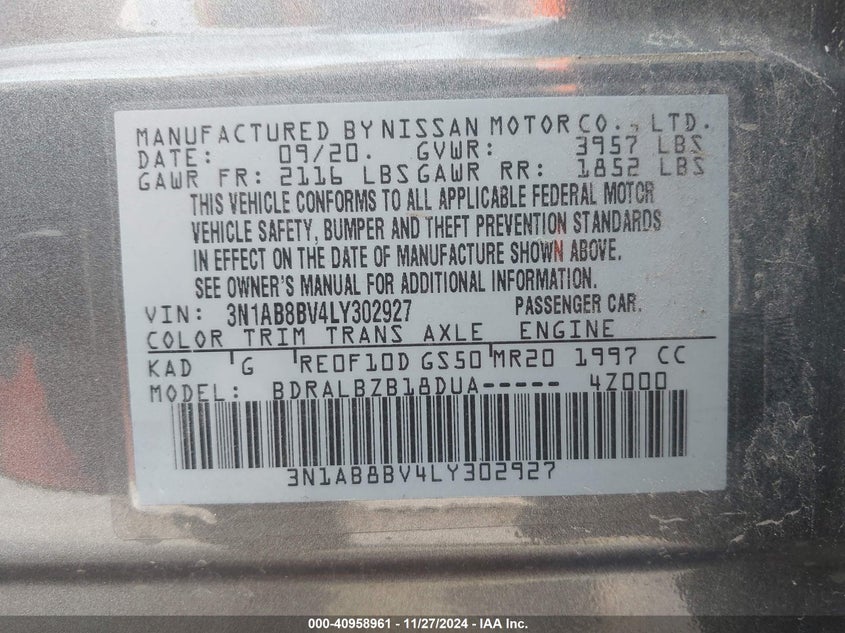 MANUFACTURED BY NISSAN MOTOR CO., LTD.
DATE: 09/20. GVWR: 3957 LBS
GAWR FR: 2116 LBS GAWR RR: 1852 LBS
THIS VEHICLE CONFORMS TO ALL APPLICABLE FEDERAL MOTOR
VEHICLE SAFETY, BUMPER AND THEFT PREVENTION STANDARDS
IN EFFECT ON THE DATE OF MANUFACTURE SHOWN ABOVE.
SEE OWNER'S MANUAL FOR ADDITIONAL INFORMATION.
VIN: 3N1AB8BV4LY302927 PASSENGER CAR.
COLOR TRIM TRANS AXLE ENGINE
KAD G RE0F10D GS50 MR20 1997 CC
MODEL: BDRALBZB18DUA----- 4Z000
3N1AB8BV4LY302927
000-40958961 - 11/27/2024 - IAA Inc.